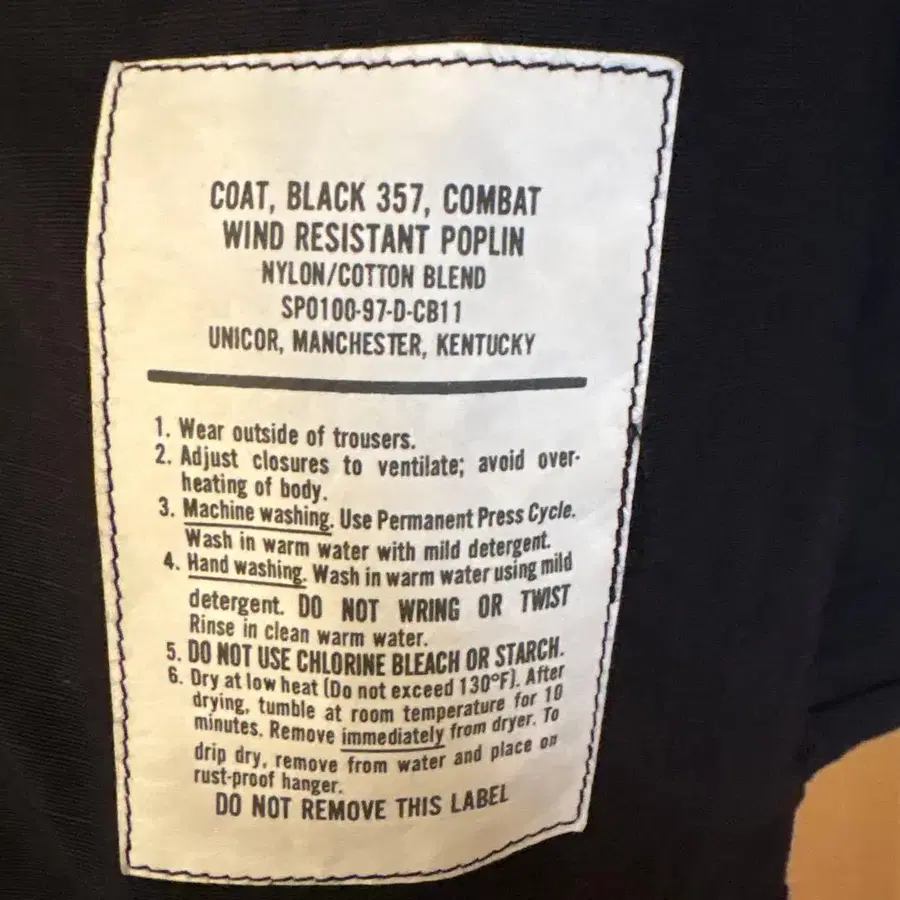 COAT, BLACK 357, COMBAT
WIND RESISTANT POPLIN
NYLON/COTTON BLEND
SPO100-97-D-CB11
UNICOR, MANCHESTER, KENTUCKY
1. Wear outside of trousers.
2. Adjust closures to ventilate; avoid over-
heating of body.
3. Machine washing. Use Permanent Press Cycle.
Wash in warm water with mild detergent.
4. Hand washing. Wash in warm water using mild
detergent. DO NOT WRING OR TWIST
Rinse in clean warm water.
5. DO NOT USE CHLORINE BLEACH OR STARCH.
6. Dry at low heat (Do not exceed 130°F). After
drying, tumble at room temperature for 10
minutes. Remove immediately from dryer. To
drip dry, remove from water and place on
rust-proof hanger.
DO NOT REMOVE THIS LABEL